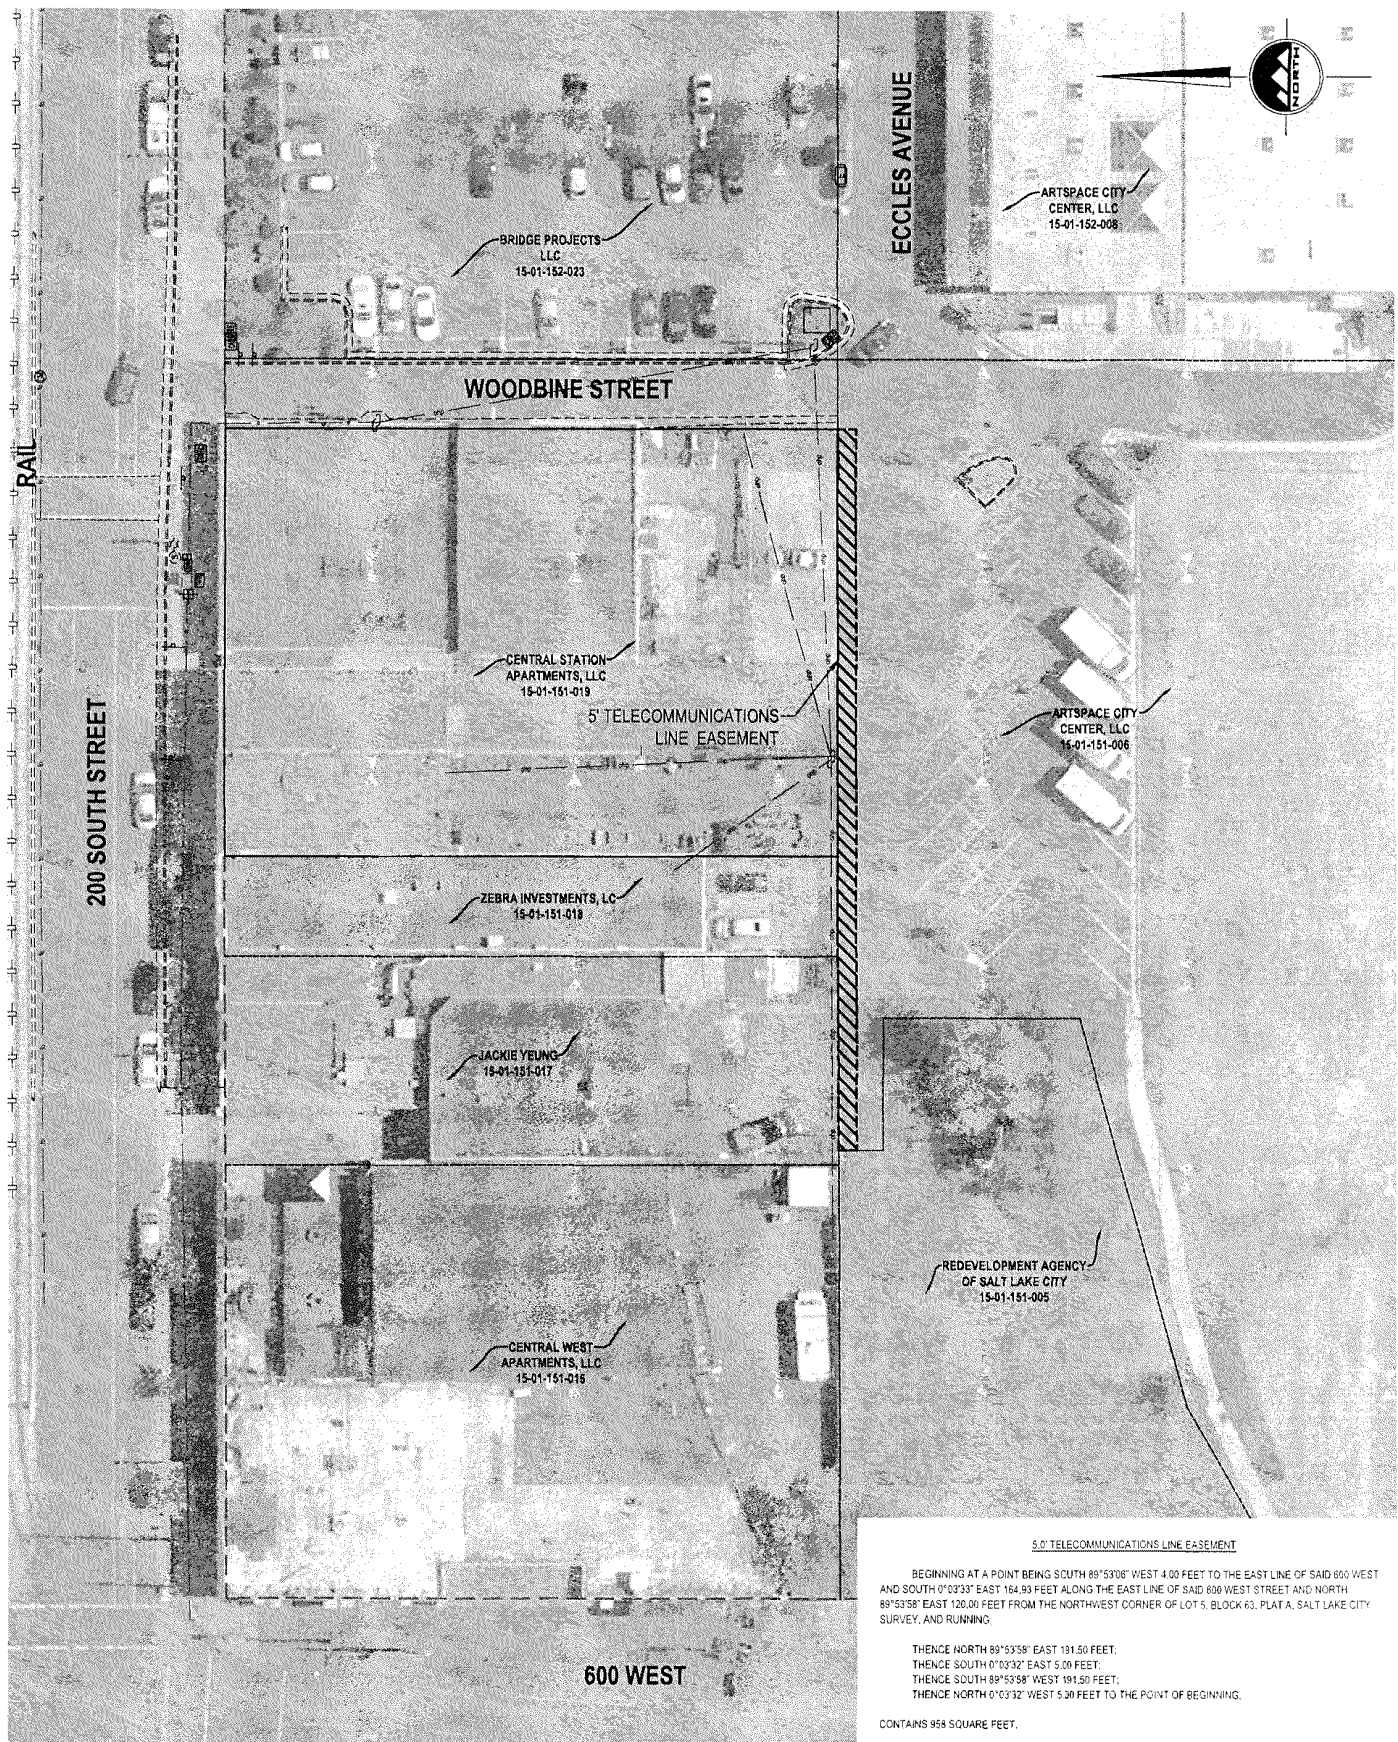 NORTH
ECCLES AVENUE
ARTSPACE CITY
CENTER, LLC
15-01-152-008
BRIDGE PROJECTS
LLC
15-01-152-023
WOODBINE STREET
RAIL
CENTRAL STATION
APARTMENTS, LLC
15-01-151-019
5' TELECOMMUNICATIONS
LINE EASEMENT
ARTSPACE CITY
CENTER, LLC
15-01-151-006
200 SOUTH STREET
ZEBRA INVESTMENTS, LC
15-01-151-018
JACKIE YEUNG
15-01-151-017
REDEVELOPMENT AGENCY
OF SALT LAKE CITY
15-01-151-005
CENTRAL WEST
APARTMENTS, LLC
600 WEST
5.0' TELECOMMUNICATIONS LINE EASEMENT
BEGINNING AT A POINT BEING SOUTH 89°53'08" WEST 4.00 FEET TO THE EAST LINE OF SAID 600 WEST
AND SOUTH 0°03'33" EAST 164.93 FEET ALONG THE EAST LINE OF SAID 600 WEST STREET AND NORTH
89°53'58" EAST 120.00 FEET FROM THE NORTHWEST CORNER OF LOT 5, BLOCK 63, PLAT A, SALT LAKE CITY
SURVEY, AND RUNNING;
THENCE NORTH 89°53'58" EAST 191.50 FEET;
THENCE SOUTH 0°03'32" EAST 5.00 FEET;
THENCE SOUTH 89°53'58" WEST 191.50 FEET;
THENCE NORTH 0°03'32" WEST 5.00 FEET TO THE POINT OF BEGINNING.
CONTAINS 958 SQUARE FEET.